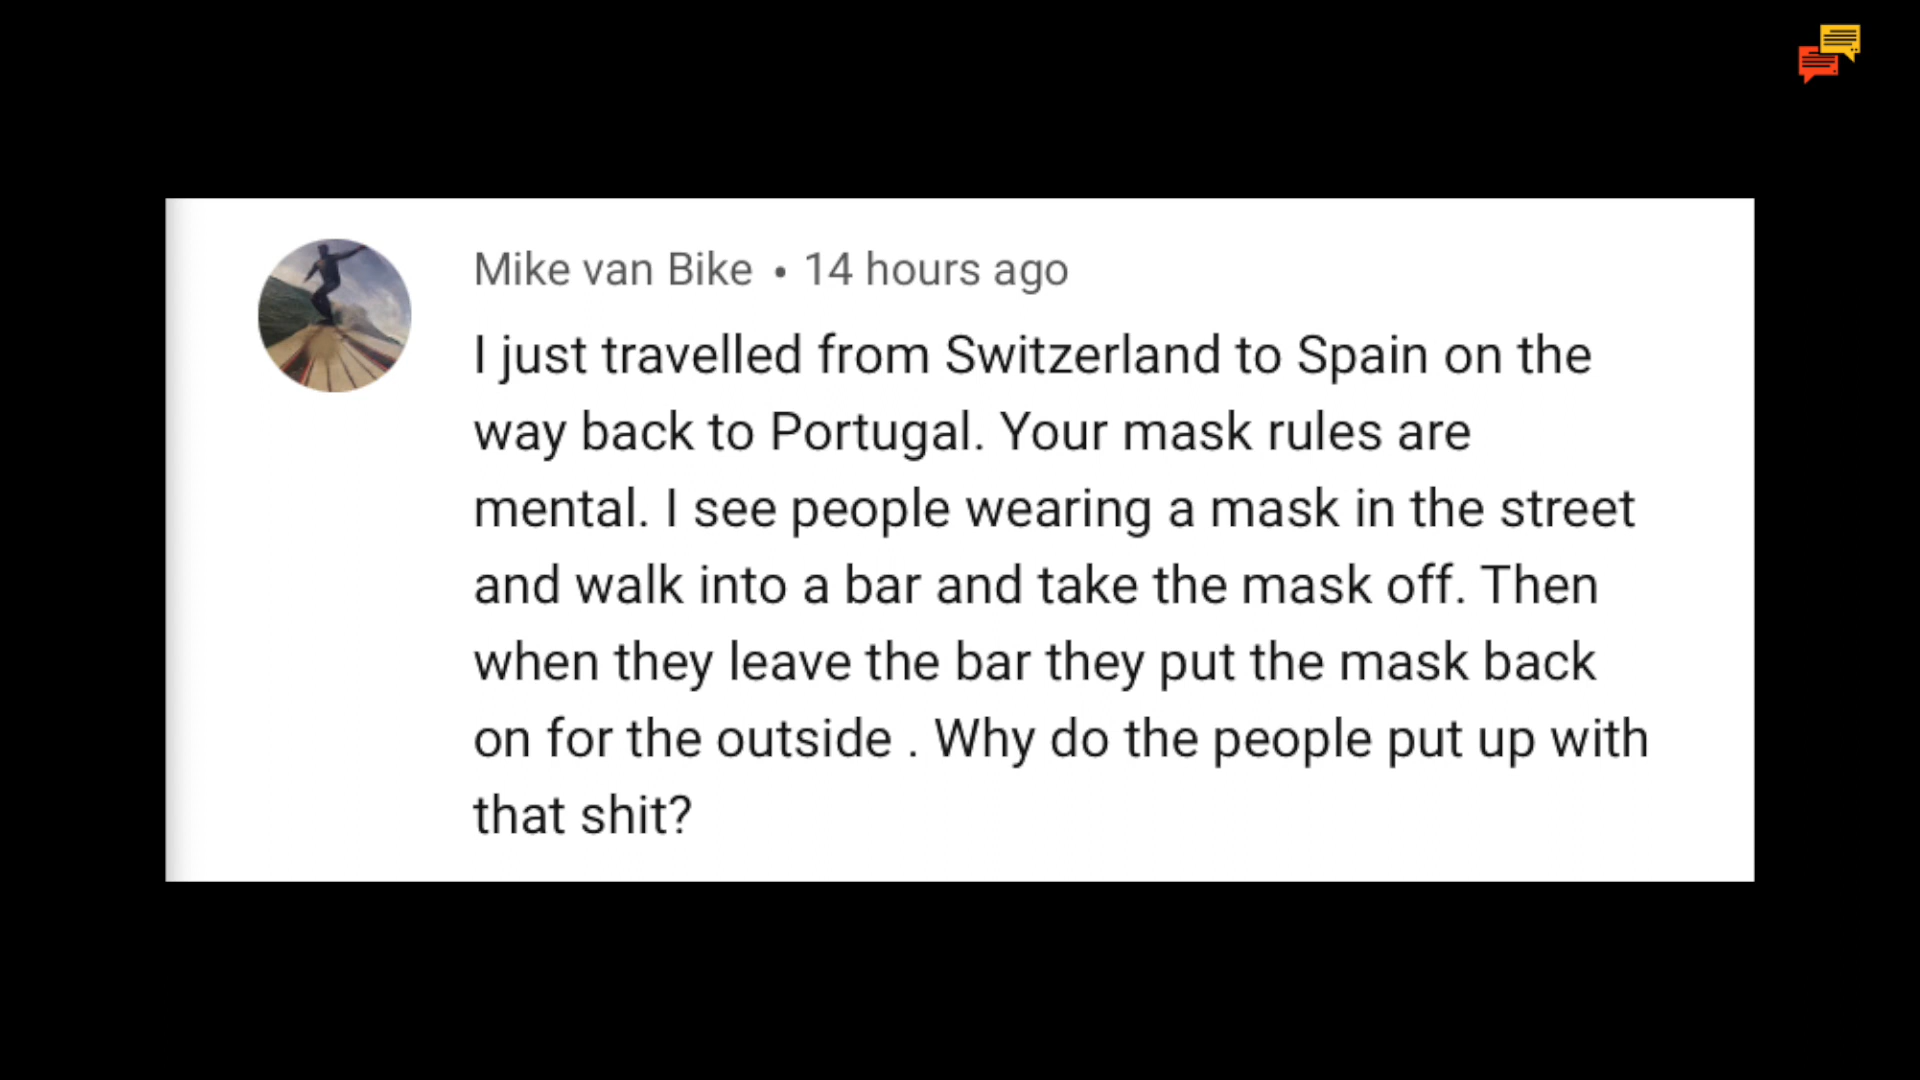 Mike van Bike • 14 hours ago
I just travelled from Switzerland to Spain on the
way back to Portugal. Your mask rules are
mental. I see people wearing a mask in the street
and walk into a bar and take the mask off. Then
when they leave the bar they put the mask back
on for the outside . Why do the people put up with
that shit?